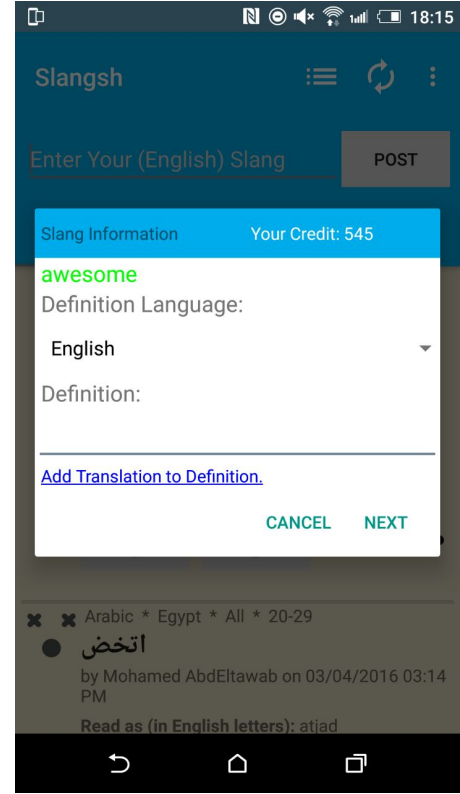 18:15
Slangsh
Enter Your (English) Slang
POST
Slang Information
Your Credit: 545
awesome
Definition Language:
English
Definition:
Add Translation to Definition.
CANCEL
NEXT
Arabic * Egypt * All * 20-29
اتخض
by Mohamed AbdEltawab on 03/04/2016 03:14
PM
Read as (in English letters): atjad